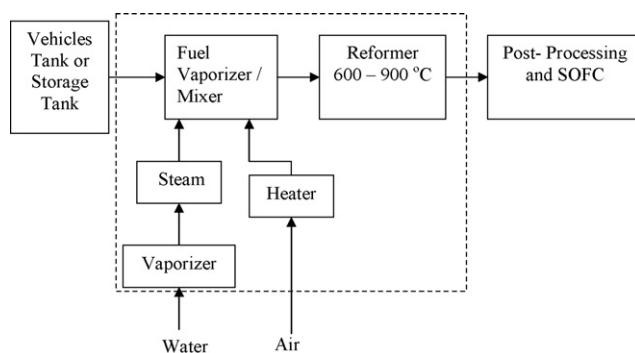 Vehicles
Tank or
Storage
Tank
Fuel
Vaporizer /
Mixer
Reformer
600 – 900 °C
Post- Processing
and SOFC
Steam
Heater
Vaporizer
Water
Air